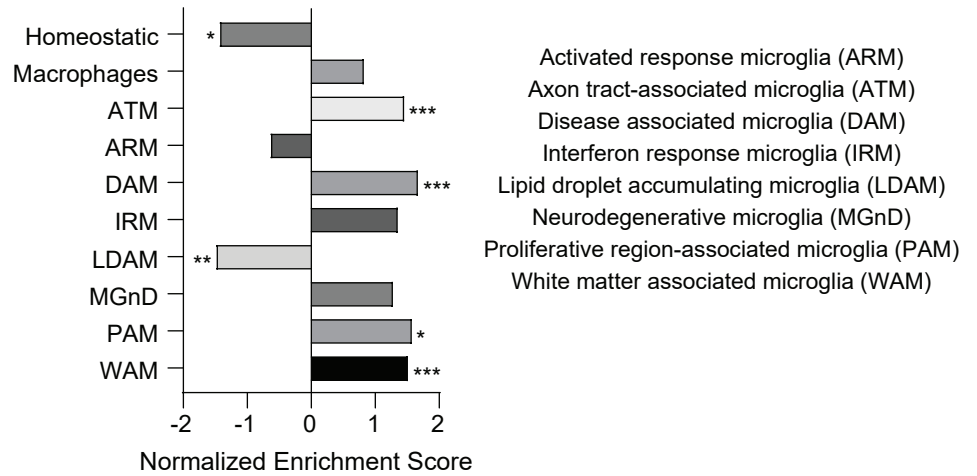 Homeostatic
*
Macrophages
ATM
***
ARM
DAM
***
IRM
LDAM
**
MGnD
PAM
*
WAM
***
-2 -1 0 1 2
Normalized Enrichment Score
Activated response microglia (ARM)
Axon tract-associated microglia (ATM)
Disease associated microglia (DAM)
Interferon response microglia (IRM)
Lipid droplet accumulating microglia (LDAM)
Neurodegenerative microglia (MGnD)
Proliferative region-associated microglia (PAM)
White matter associated microglia (WAM)